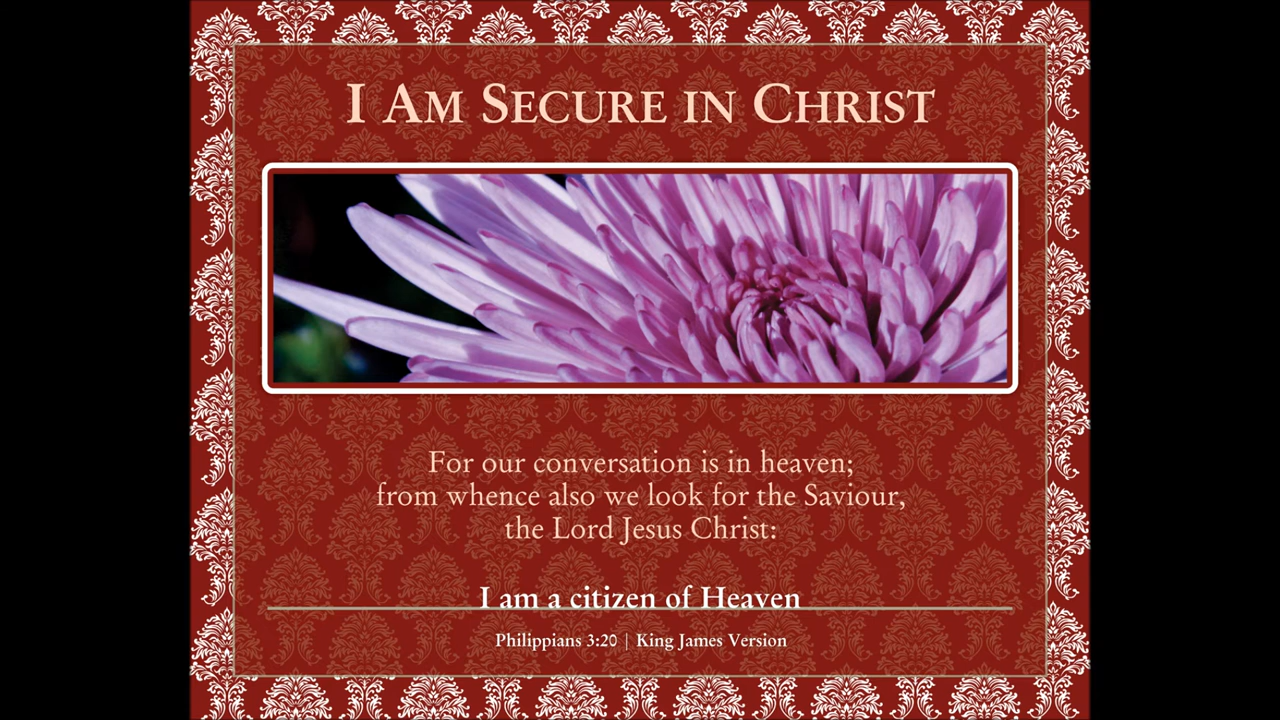 I Am Secure in Christ
For our conversation is in heaven;
from whence also we look for the Saviour,
the Lord Jesus Christ:
I am a citizen of Heaven
Philippians 3:20 | King James Version